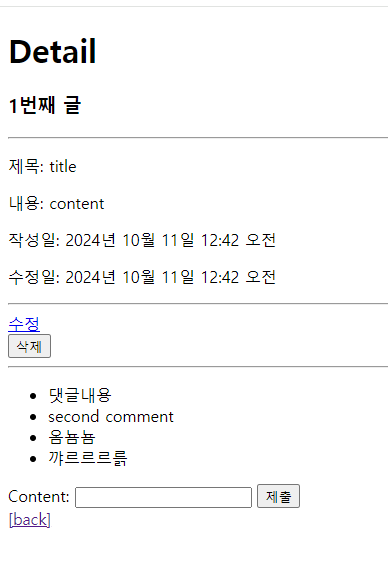 Detail
1번째 글
제목: title
내용: content
작성일: 2024년 10월 11일 12:42 오전
수정일: 2024년 10월 11일 12:42 오전
수정
삭제
댓글내용
second comment
음뇸뇸
꺄르르르륽
Content: 제출
[back]